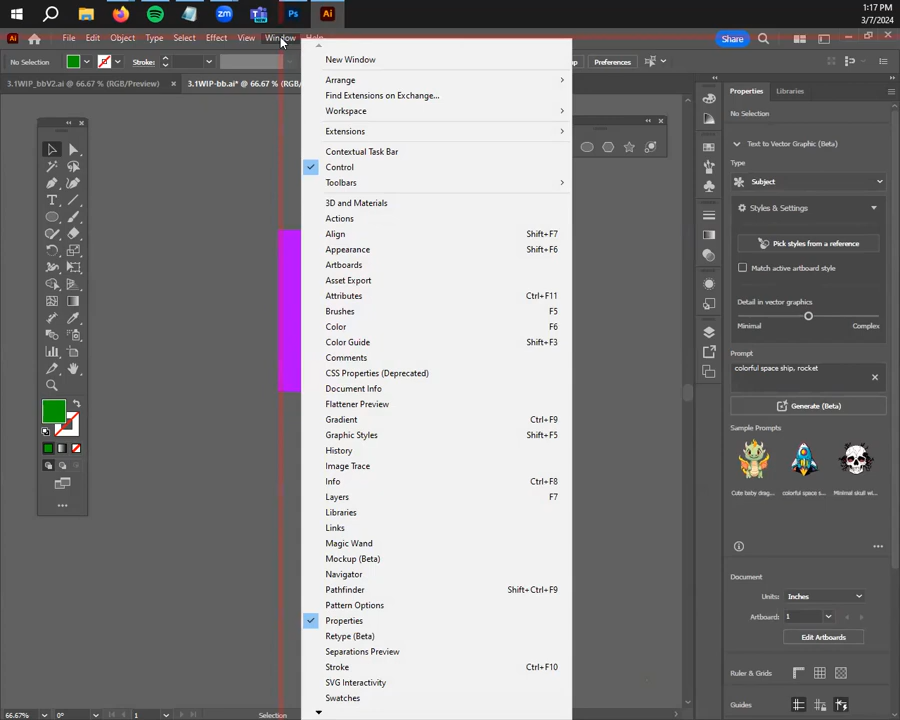 1:17 PM
3/7/2024
zm
Ps
Ai
Ai File Edit Object Type Select Effect View Window Help Share
No Selection Stroke: Preferences
3.1WIP_bbV2.ai @ 66.67 % (RGB/Preview) × 3.1WIP-bb.ai* @ 66.67 % (RGB
New Window
Arrange
Find Extensions on Exchange...
Workspace
Extensions
Contextual Task Bar
Control
Toolbars
3D and Materials
Actions
Align Shift+F7
Appearance Shift+F6
Artboards
Asset Export
Attributes Ctrl+F11
Brushes F5
Color F6
Color Guide Shift+F3
Comments
CSS Properties (Deprecated)
Document Info
Flattener Preview
Gradient Ctrl+F9
Graphic Styles Shift+F5
History
Image Trace
Info Ctrl+F8
Layers F7
Libraries
Links
Magic Wand
Mockup (Beta)
Navigator
Pathfinder Shift+Ctrl+F9
Pattern Options
Properties
Retype (Beta)
Separations Preview
Stroke Ctrl+F10
SVG Interactivity
Swatches
Properties Libraries
No Selection
Text to Vector Graphic (Beta)
Type
Subject
Styles & Settings
Pick styles from a reference
Match active artboard style
Detail in vector graphics
Minimal Complex
Prompt
colorful space ship, rocket
Generate (Beta)
Sample Prompts
Cute baby drag... colorful space s... Minimal skull wi...
Document
Units: Inches
Artboard: 1
Edit Artboards
Ruler & Grids
Guides
66.67% 0° 1 Selection